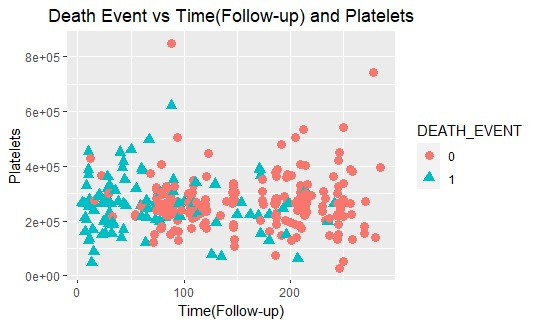 Death Event vs Time(Follow-up) and Platelets
8e+05
6e+05
4e+05
2e+05
0e+00
Platelets
0 100 200
Time(Follow-up)
DEATH_EVENT
0
1